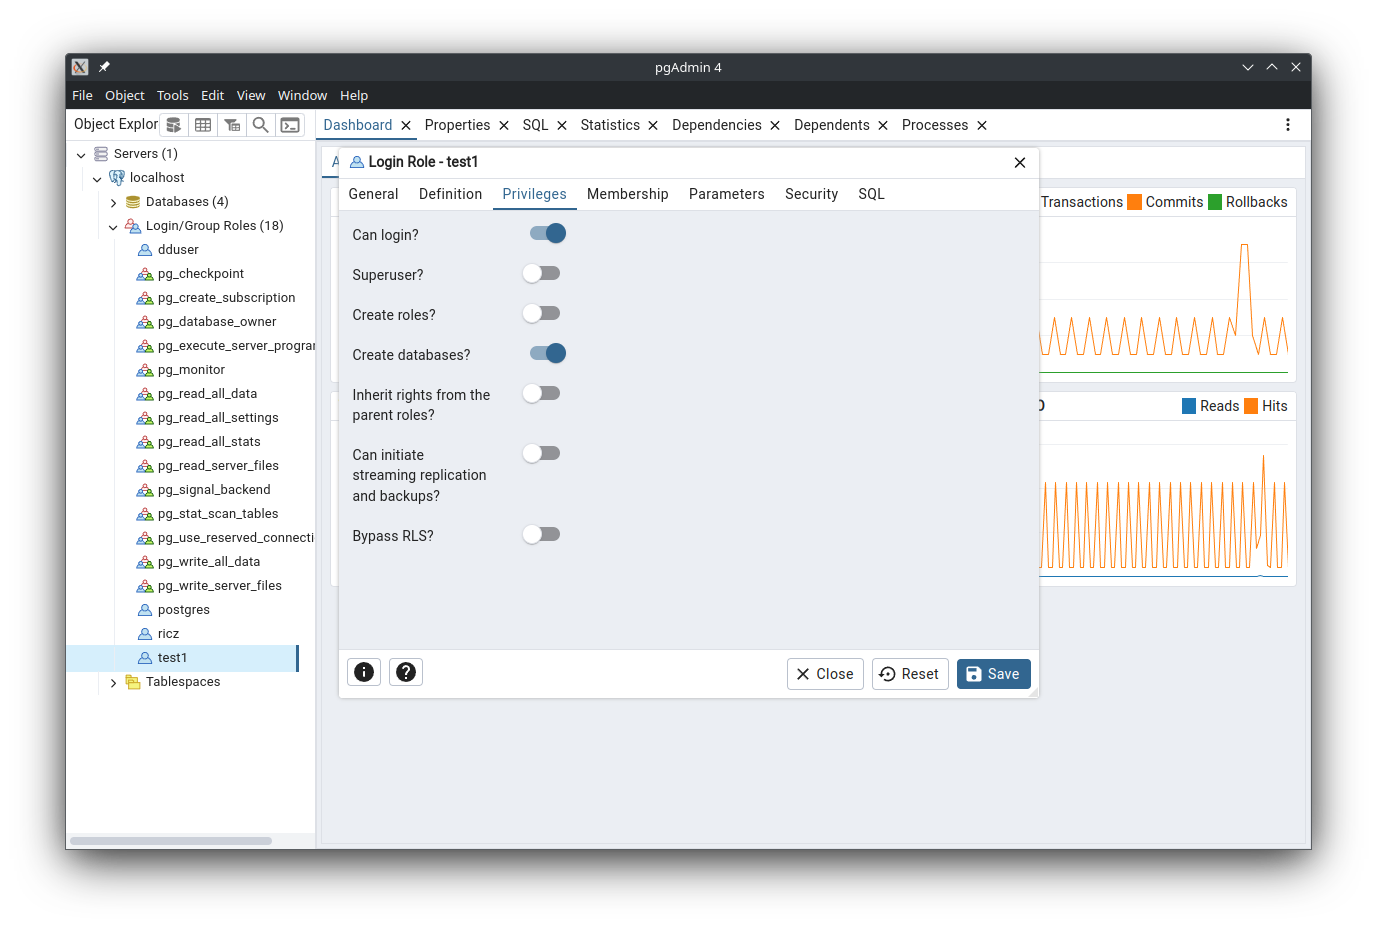 pgAdmin 4
File Object Tools Edit View Window Help
Object Explor
Dashboard Properties SQL Statistics Dependencies Dependents Processes
Servers (1)
localhost
Databases (4)
Login/Group Roles (18)
dduser
pg_checkpoint
pg_create_subscription
pg_database_owner
pg_execute_server_progra
pg_monitor
pg_read_all_data
pg_read_all_settings
pg_read_all_stats
pg_read_server_files
pg_signal_backend
pg_stat_scan_tables
pg_use_reserved_connecti
pg_write_all_data
pg_write_server_files
postgres
ricz
test1
Tablespaces
Login Role - test1
General Definition Privileges Membership Parameters Security SQL
Can login?
Superuser?
Create roles?
Create databases?
Inherit rights from the
parent roles?
Can initiate
streaming replication
and backups?
Bypass RLS?
Close Reset Save
Transactions Commits Rollbacks
Reads Hits